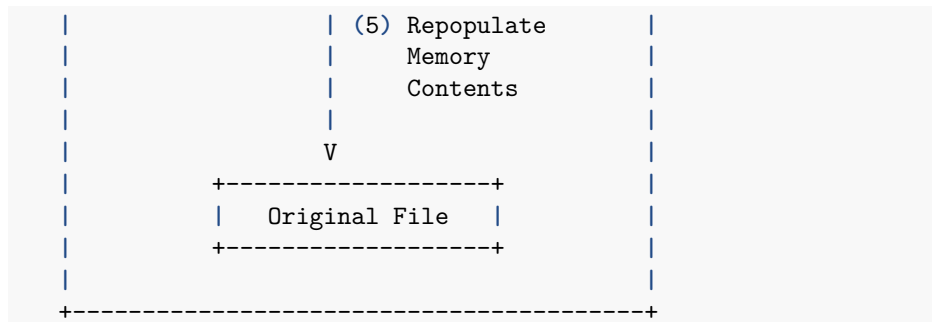 |                  | (5) Repopulate       |
|                  |     Memory           |
|                  |     Contents         |
|                  |                      |
|                  V                      |
|          +-------------------+          |
|          |   Original File   |          |
|          +-------------------+          |
|                                         |
+-----------------------------------------+